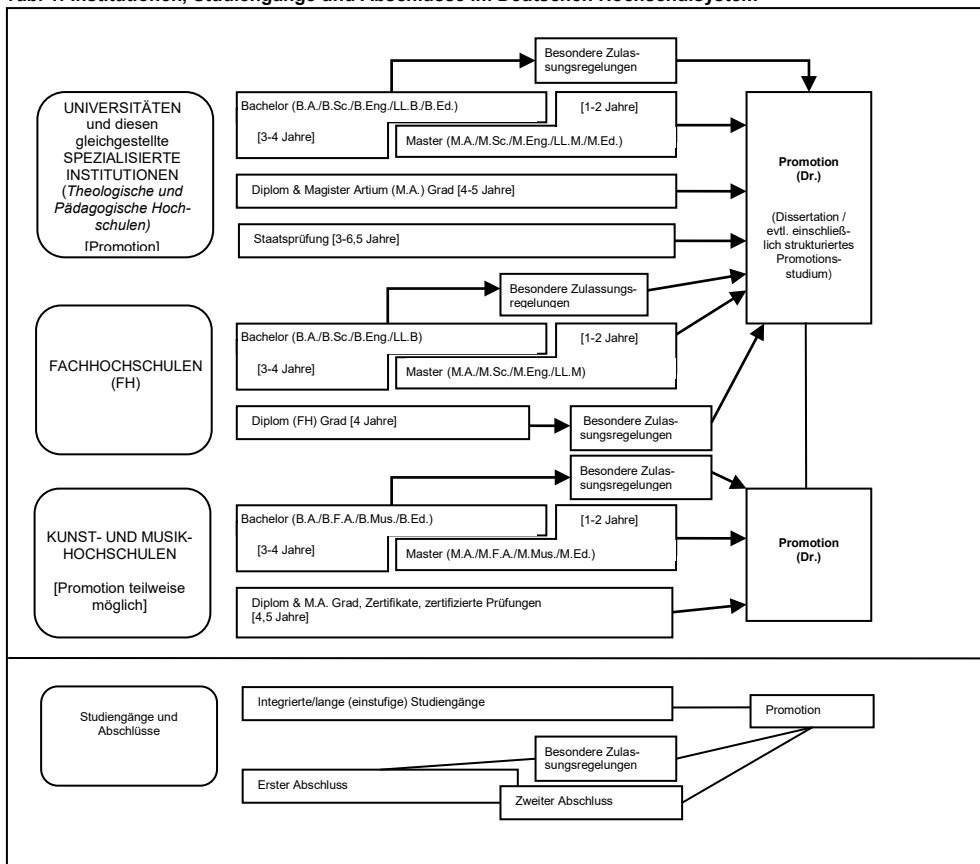 Tab. 1: Institutionen, Studiengänge und Abschlüsse im Deutschen Hochschulsystem
UNIVERSITÄTEN
und diesen
gleichgestellte
SPEZIALISIERTE
INSTITUTIONEN
(Theologische und
Pädagogische Hoch-
schulen)
[Promotion]
Besondere Zulas-
sungsregelungen
Bachelor (B.A./B.Sc./B.Eng./LL.B./B.Ed.)
[3-4 Jahre]
[1-2 Jahre]
Master (M.A./M.Sc./M.Eng./LL.M./M.Ed.)
Diplom & Magister Artium (M.A.) Grad [4-5 Jahre]
Staatsprüfung [3-6,5 Jahre]
Promotion
(Dr.)
(Dissertation /
evtl. einschließ-
lich strukturiertes
Promotions-
studium)
FACHHOCHSCHULEN
(FH)
Besondere Zulassungs-
regelungen
Bachelor (B.A./B.Sc./B.Eng./LL.B)
[3-4 Jahre]
[1-2 Jahre]
Master (M.A./M.Sc./M.Eng./LL.M)
Diplom (FH) Grad [4 Jahre]
Besondere Zulas-
sungsregelungen
KUNST- UND MUSIK-
HOCHSCHULEN
[Promotion teilweise
möglich]
Besondere Zulas-
sungsregelungen
Bachelor (B.A./B.F.A./B.Mus./B.Ed.)
[3-4 Jahre]
[1-2 Jahre]
Master (M.A./M.F.A./M.Mus./M.Ed.)
Diplom & M.A. Grad, Zertifikate, zertifizierte Prüfungen
[4,5 Jahre]
Promotion
(Dr.)
Studiengänge und
Abschlüsse
Integrierte/lange (einstufige) Studiengänge
Promotion
Besondere Zulas-
sungsregelungen
Erster Abschluss
Zweiter Abschluss